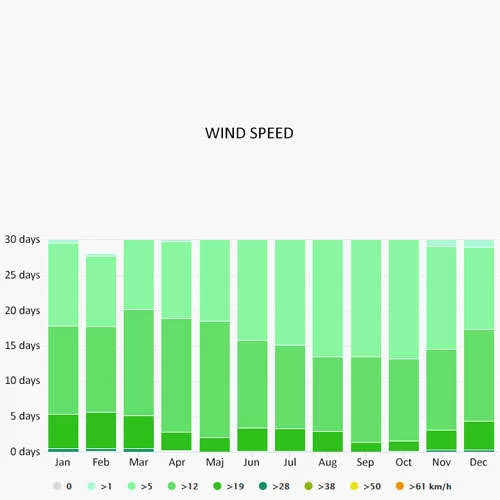 WIND SPEED
30 days
25 days
20 days
15 days
10 days
5 days
0 days
Jan Feb Mar Apr Maj Jun Jul Aug Sep Oct Nov Dec
0 >1 >5 >12 >19 >28 >38 >50 >61 km/h